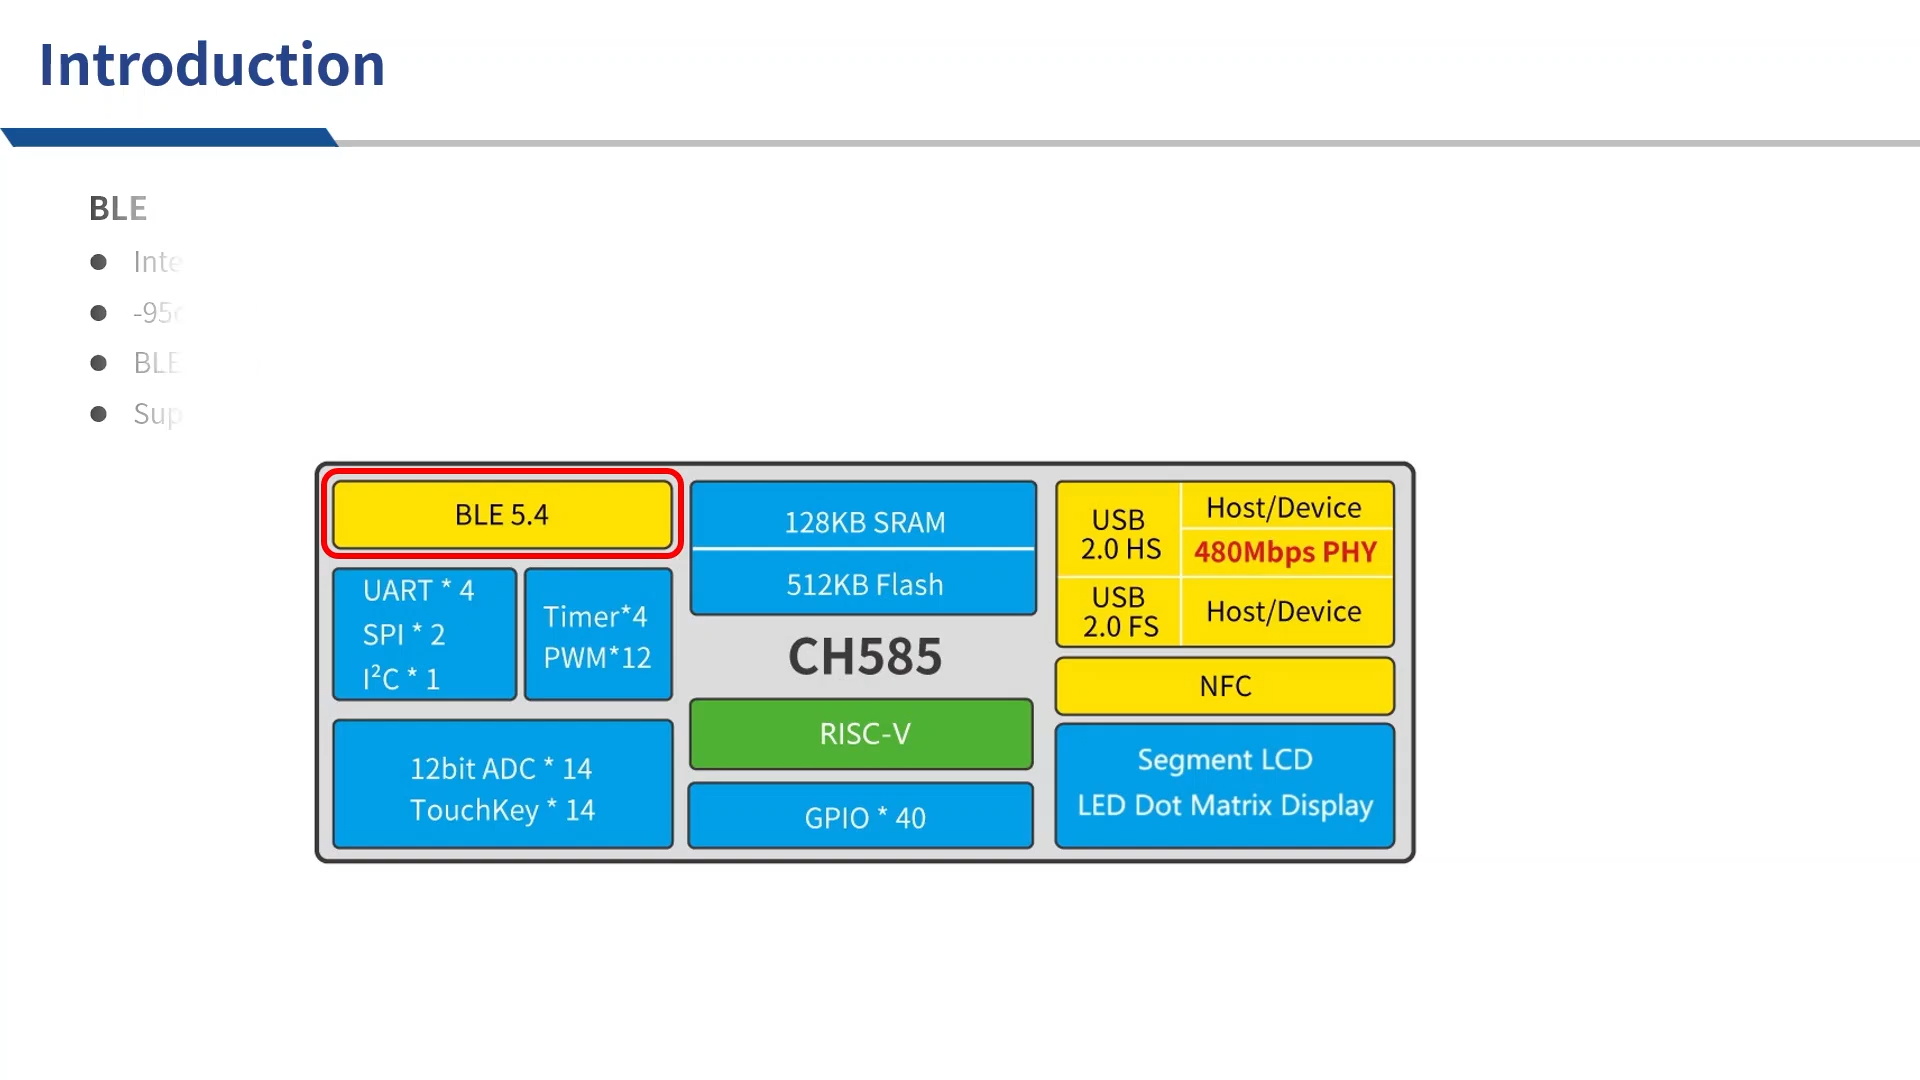 Introduction
BLE
BLE
BLE 5.4
UART * 4
SPI * 2
I²C * 1
Timer*4
PWM*12
12bit ADC * 14
TouchKey * 14
128KB SRAM
512KB Flash
CH585
RISC-V
GPIO * 40
USB
2.0 HS
Host/Device
480Mbps PHY
USB
2.0 FS
Host/Device
NFC
Segment LCD
LED Dot Matrix Display